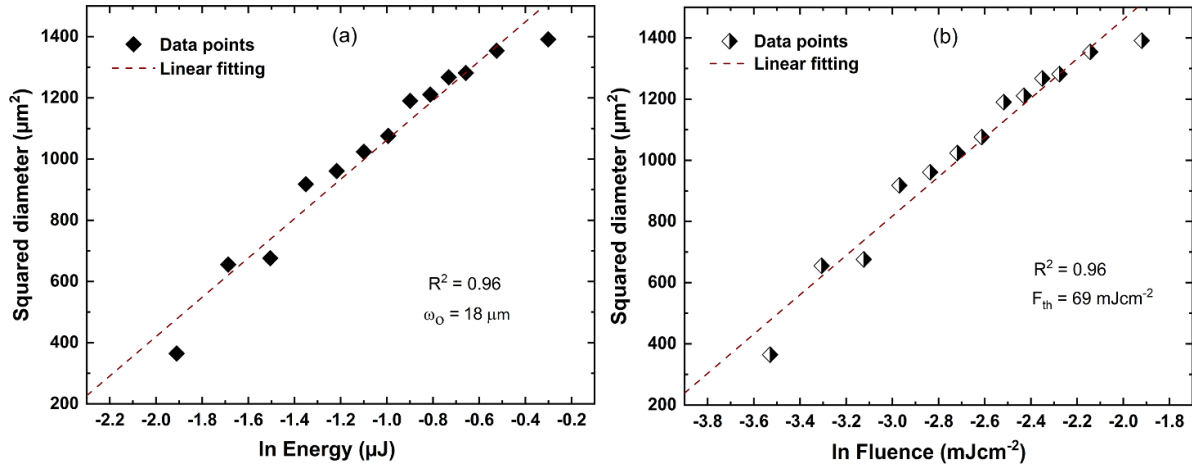 (a)
Data points
Linear fitting
R² = 0.96
ωₒ = 18 μm
Squared diameter (μm²)
1400
1200
1000
800
600
400
200
-2.2 -2.0 -1.8 -1.6 -1.4 -1.2 -1.0 -0.8 -0.6 -0.4 -0.2
ln Energy (μJ)
(b)
Data points
Linear fitting
R² = 0.96
Fₜₕ = 69 mJcm⁻²
Squared diameter (μm²)
1400
1200
1000
800
600
400
200
-3.8 -3.6 -3.4 -3.2 -3.0 -2.8 -2.6 -2.4 -2.2 -2.0 -1.8
ln Fluence (mJcm⁻²)